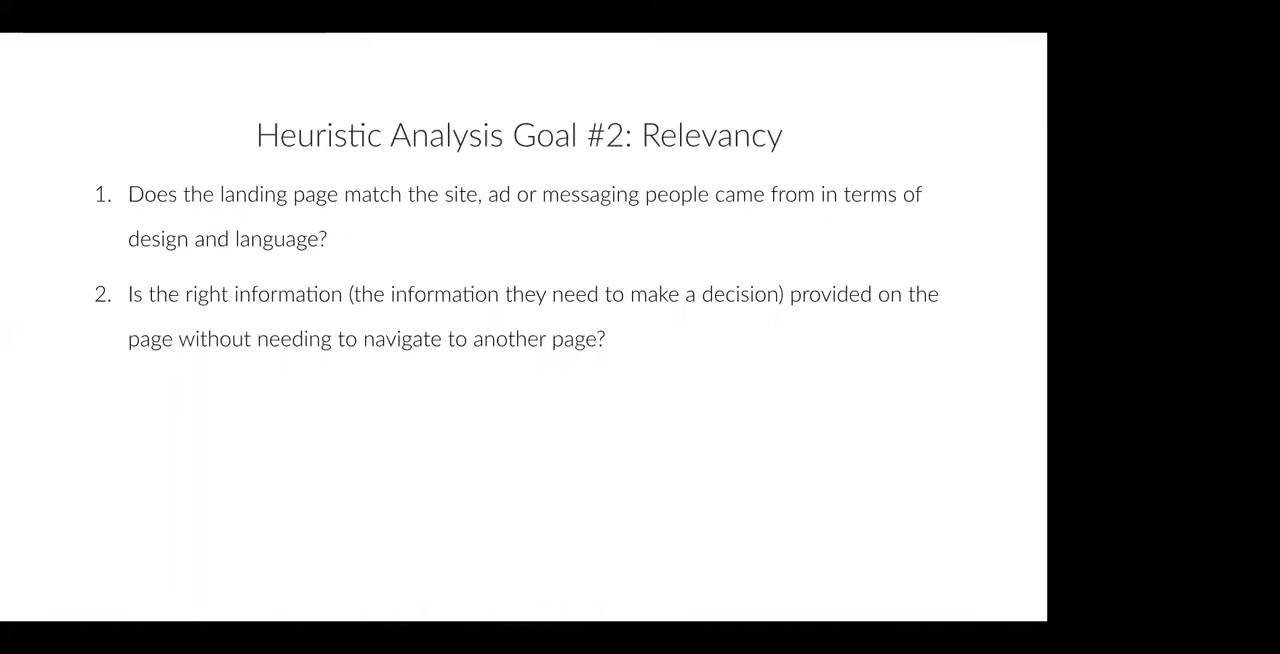 Heuristic Analysis Goal #2: Relevancy
1. Does the landing page match the site, ad or messaging people came from in terms of
design and language?
2. Is the right information (the information they need to make a decision) provided on the
page without needing to navigate to another page?